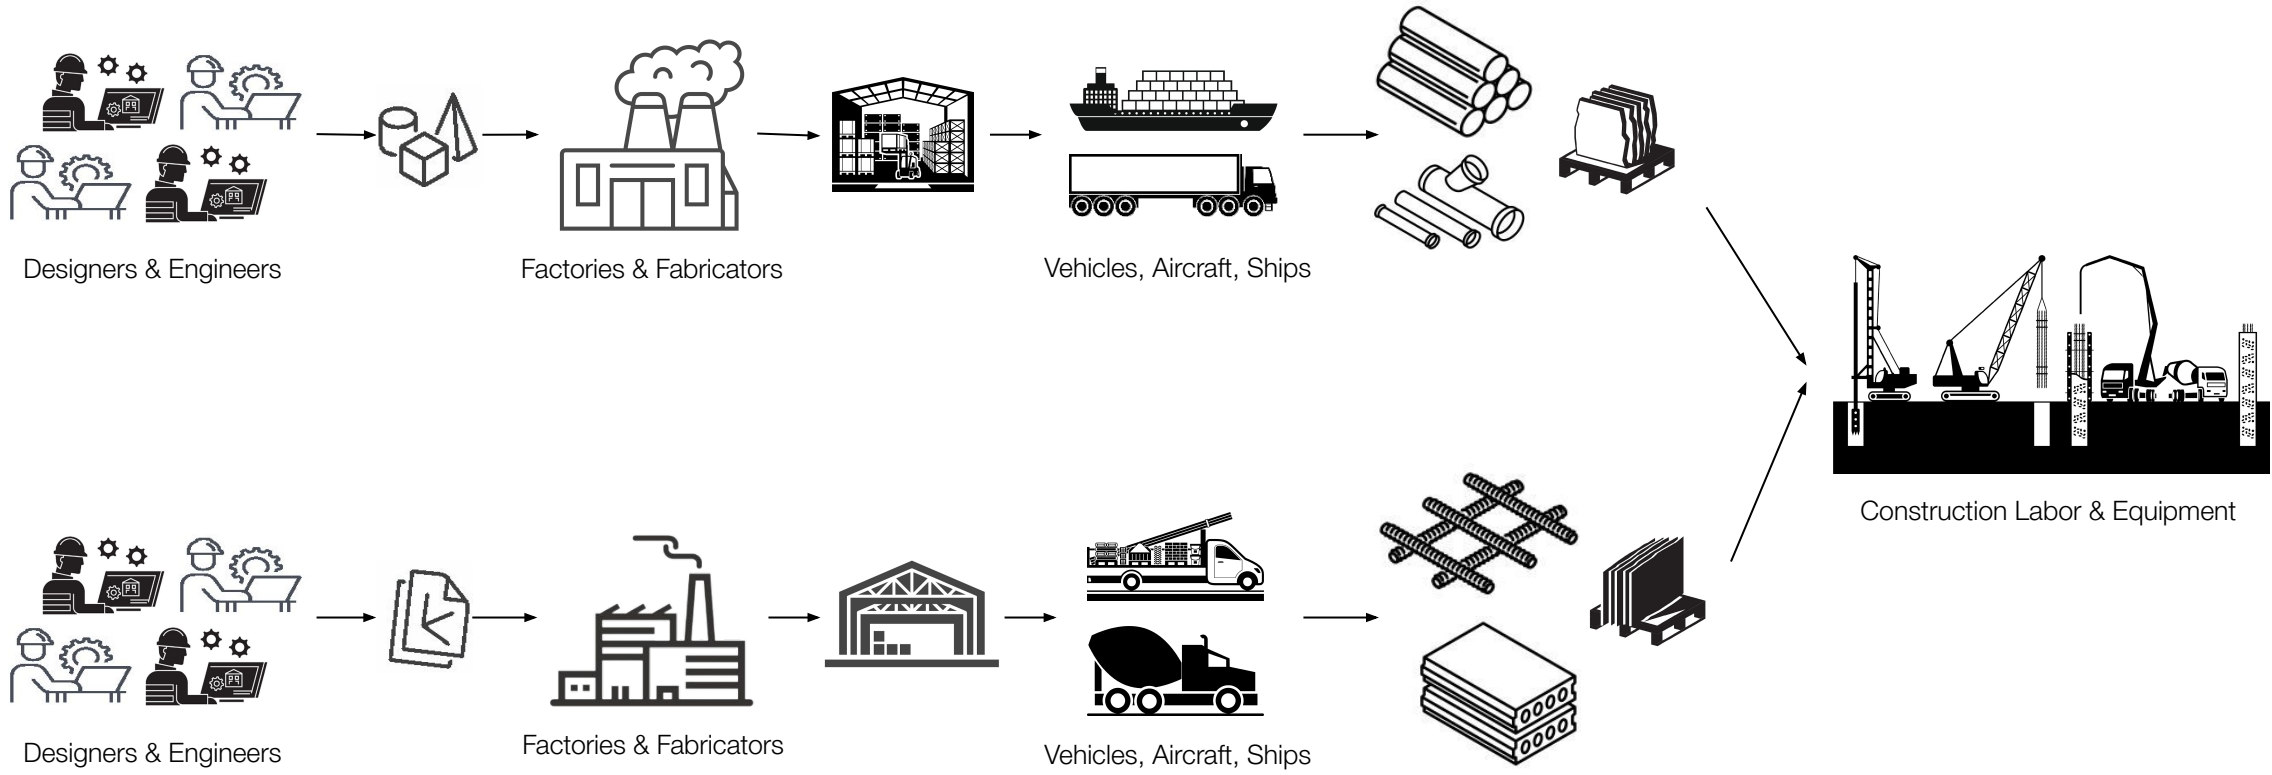 Designers & Engineers
Factories & Fabricators
Vehicles, Aircraft, Ships
Construction Labor & Equipment
Designers & Engineers
Factories & Fabricators
Vehicles, Aircraft, Ships